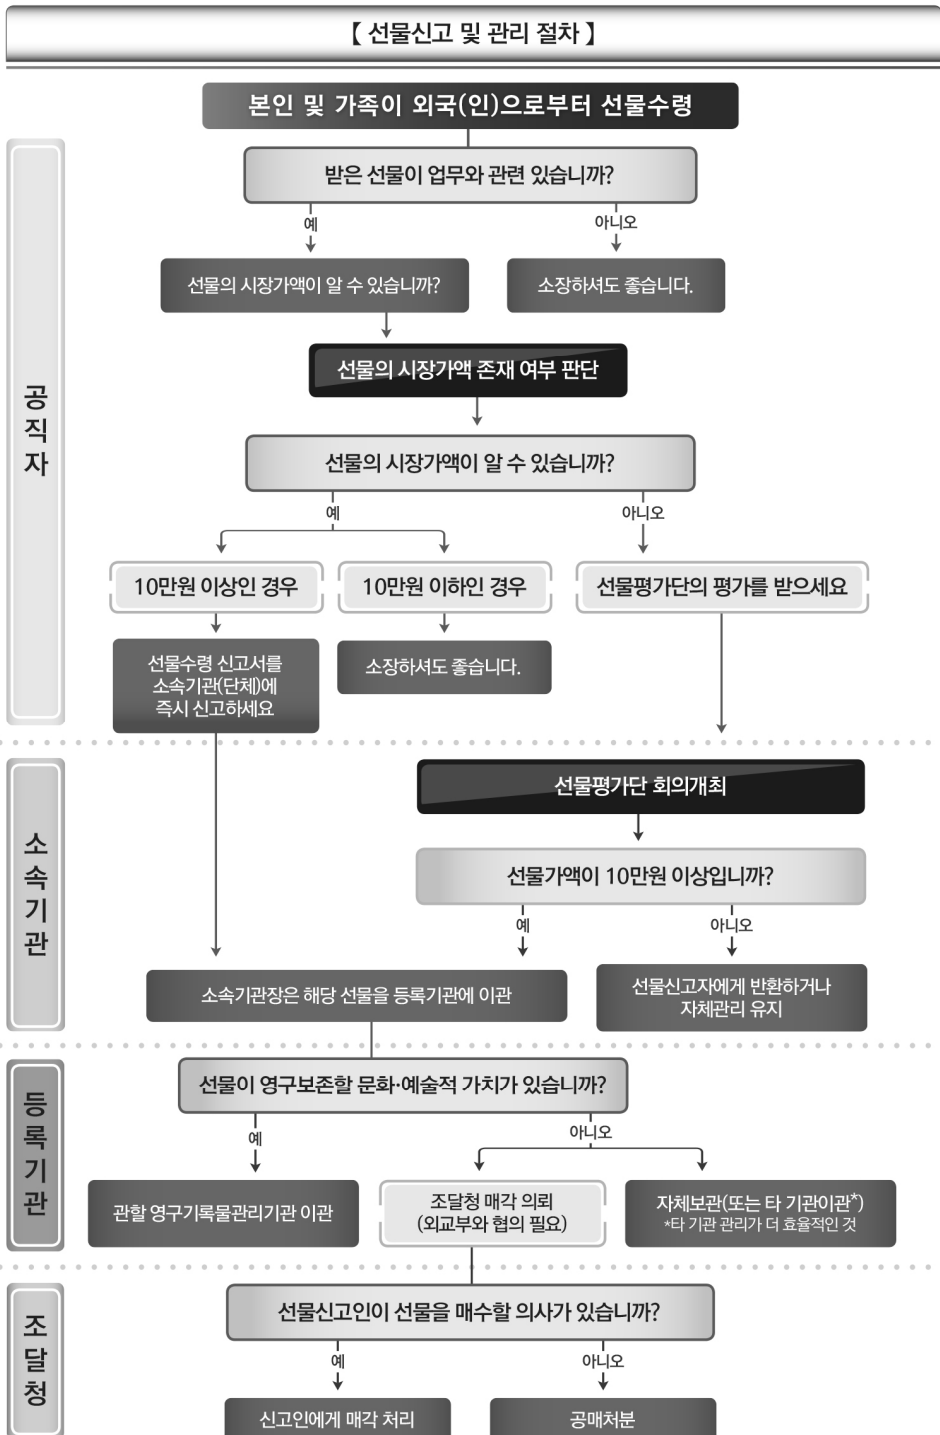 【 선물신고 및 관리 절차 】
본인 및 가족이 외국(인)으로부터 선물수령
공직자
받은 선물이 업무와 관련 있습니까?
예
아니오
선물의 시장가액이 알 수 있습니까?
소장하셔도 좋습니다.
선물의 시장가액 존재 여부 판단
선물의 시장가액이 알 수 있습니까?
예
아니오
10만원 이상인 경우
10만원 이하인 경우
선물평가단의 평가를 받으세요
선물수령 신고서를
소속기관(단체)에
즉시 신고하세요
소장하셔도 좋습니다.
소속기관
선물평가단 회의개최
선물가액이 10만원 이상입니까?
예
아니오
소속기관장은 해당 선물을 등록기관에 이관
선물신고자에게 반환하거나
자체관리 유지
등록기관
선물이 영구보존할 문화·예술적 가치가 있습니까?
예
아니오
관할 영구기록물관리기관 이관
조달청 매각 의뢰
(외교부와 협의 필요)
자체보관(또는 타 기관이관*)
*타 기관 관리가 더 효율적인 것
조달청
선물신고인이 선물을 매수할 의사가 있습니까?
예
아니오
신고인에게 매각 처리
공매처분